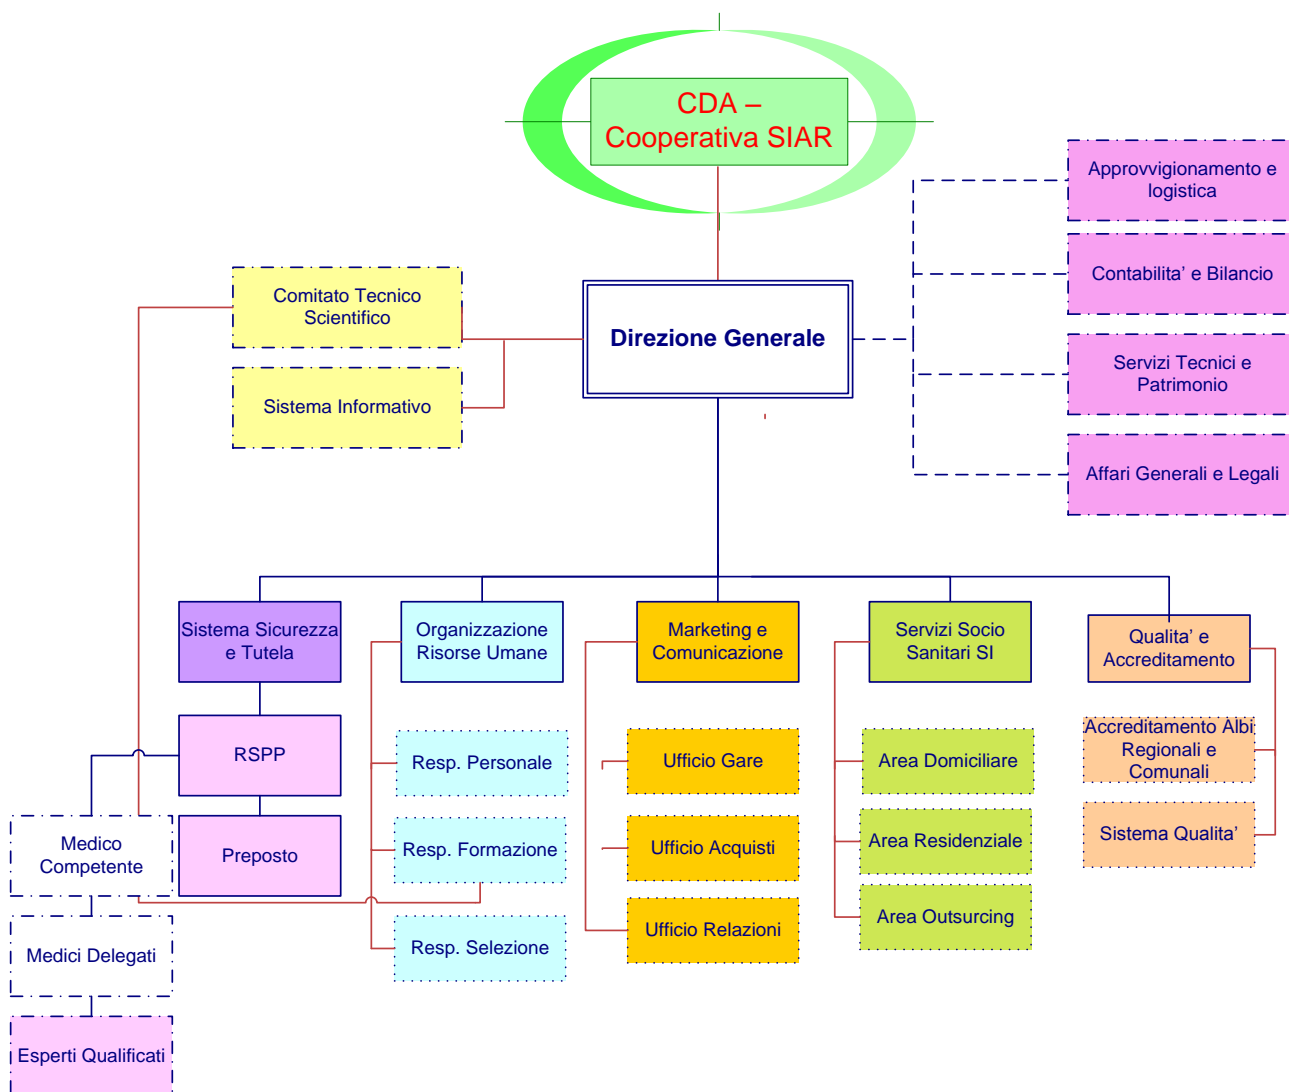 CDA –
Cooperativa SIAR
Approvvigionamento e
logistica
Contabilita’ e Bilancio
Comitato Tecnico
Scientifico
Direzione Generale
Servizi Tecnici e
Patrimonio
Sistema Informativo
Affari Generali e Legali
Sistema Sicurezza
e Tutela
Organizzazione
Risorse Umane
Marketing e
Comunicazione
Servizi Socio
Sanitari SI
Qualita’ e
Accreditamento
RSPP
Resp. Personale
Ufficio Gare
Area Domiciliare
Accreditamento Albi
Regionali e
Comunali
Medico
Competente
Preposto
Resp. Formazione
Ufficio Acquisti
Area Residenziale
Sistema Qualita’
Medici Delegati
Resp. Selezione
Ufficio Relazioni
Area Outsurcing
Esperti Qualificati